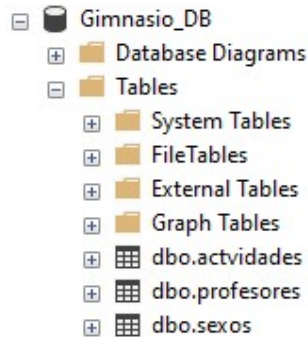 Gimnasio_DB
Database Diagrams
Tables
System Tables
FileTables
External Tables
Graph Tables
dbo.actvidades
dbo.profesores
dbo.sexos